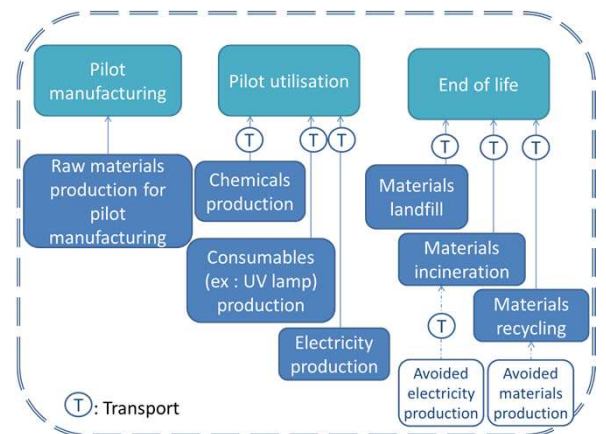 Pilot
manufacturing
Pilot utilisation
End of life
T
T
T
T
T
T
Raw materials
production for
pilot
manufacturing
Chemicals
production
Materials
landfill
Consumables
(ex : UV lamp)
production
Materials
incineration
Electricity
production
Materials
recycling
T
Avoided
electricity
production
Avoided
materials
production
T : Transport